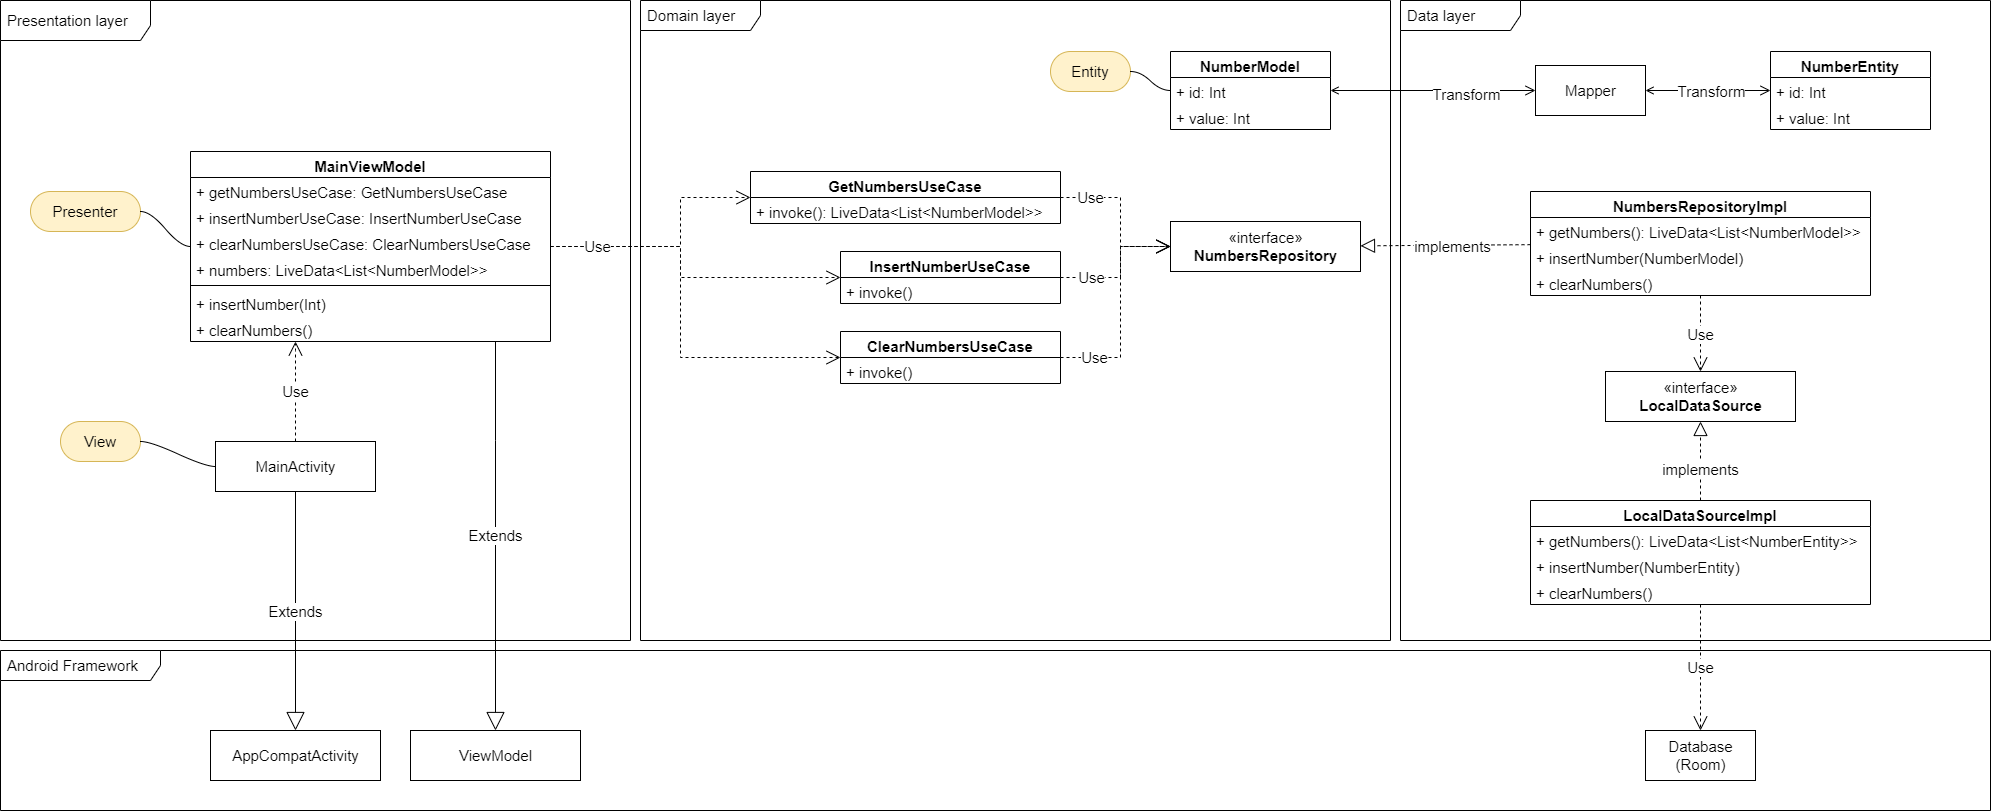 Presentation layer
Presenter
MainViewModel
+ getNumbersUseCase: GetNumbersUseCase
+ insertNumberUseCase: InsertNumberUseCase
+ clearNumbersUseCase: ClearNumbersUseCase
+ numbers: LiveData<List<NumberModel>>
+ insertNumber(Int)
+ clearNumbers()
Use
Use
View
MainActivity
Extends
Extends
Domain layer
Entity
NumberModel
+ id: Int
+ value: Int
GetNumbersUseCase
+ invoke(): LiveData<List<NumberModel>>
Use
InsertNumberUseCase
+ invoke()
Use
ClearNumbersUseCase
+ invoke()
Use
«interface»
NumbersRepository
Data layer
Transform
Mapper
Transform
NumberEntity
+ id: Int
+ value: Int
implements
NumbersRepositoryImpl
+ getNumbers(): LiveData<List<NumberModel>>
+ insertNumber(NumberModel)
+ clearNumbers()
Use
«interface»
LocalDataSource
implements
LocalDataSourceImpl
+ getNumbers(): LiveData<List<NumberEntity>>
+ insertNumber(NumberEntity)
+ clearNumbers()
Use
Android Framework
AppCompatActivity
ViewModel
Database
(Room)